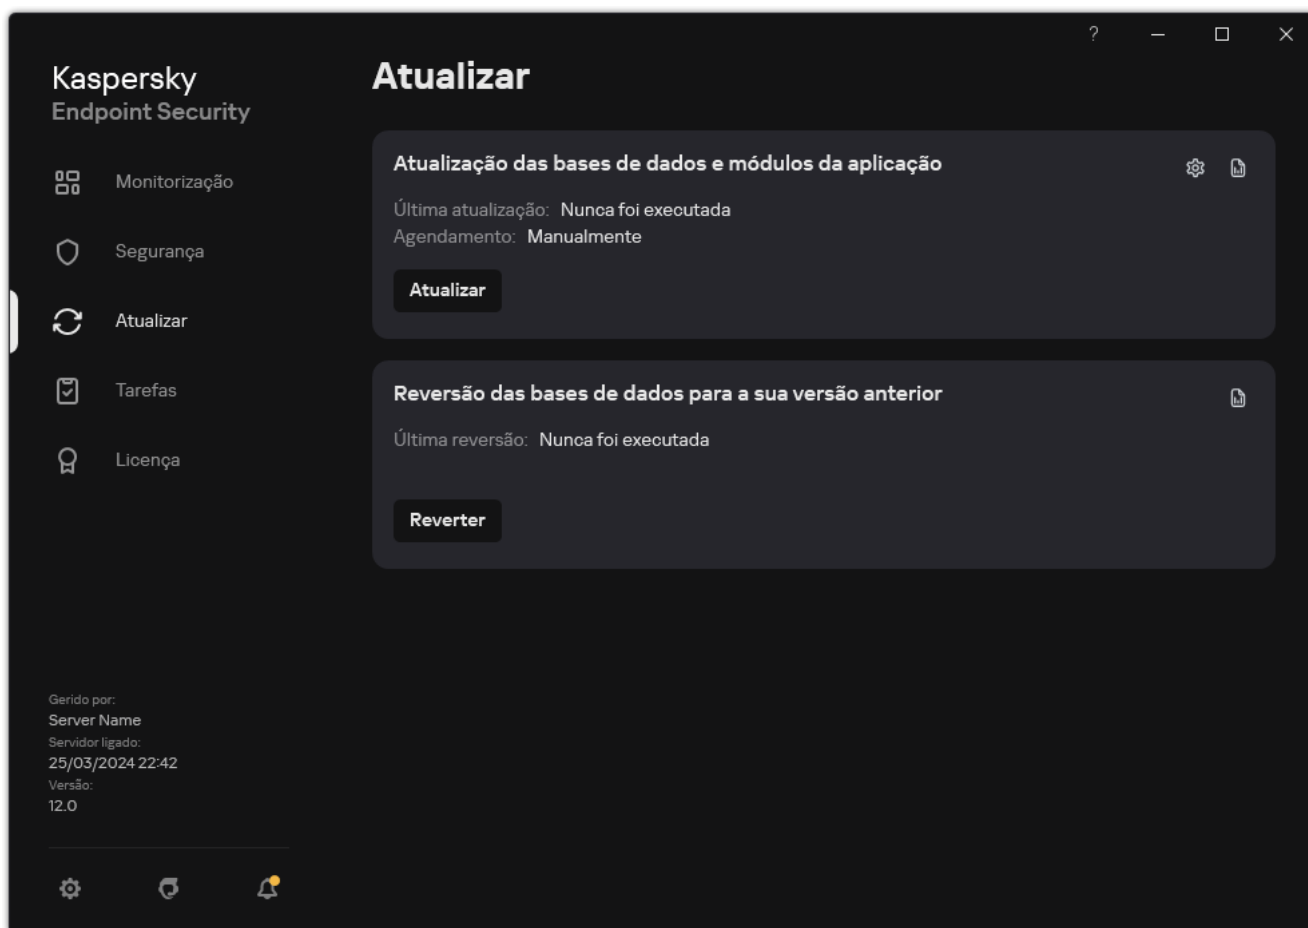 ?
Kaspersky
Endpoint Security
Monitorização
Segurança
Atualizar
Tarefas
Licença
Gerido por:
Server Name
Servidor ligado:
25/03/2024 22:42
Versão:
12.0
Atualizar
Atualização das bases de dados e módulos da aplicação
Última atualização: Nunca foi executada
Agendamento: Manualmente
Atualizar
Reversão das bases de dados para a sua versão anterior
Última reversão: Nunca foi executada
Reverter